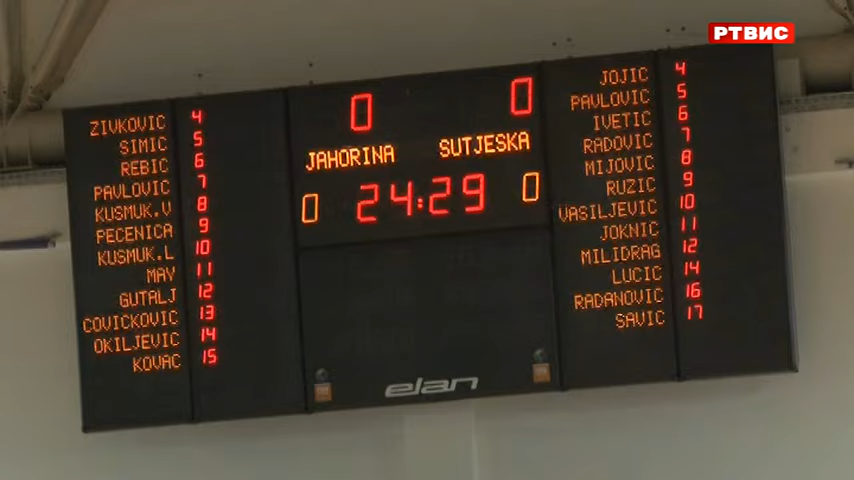 РТВИС
ZIVKOVIC 4
SIMIC 5
REBIC 6
PAVLOVIC 7
KUSMUK.V 8
PECENICA 9
KUSMUK.L 10
MAY 11
GUTALJ 12
COVICKOVIC 13
OKILJEVIC 14
KOVAC 15
0 0
JAHORINA SUTJESKA
0 24:29 0
elan
JOJIC 4
PAVLOVIC 5
IVETIC 6
RADOVIC 7
MIJOVIC 8
RUZIC 9
VASILJEVIC 10
JOKNIC 11
MILIDRAG 12
LUCIC 14
RADANOVIC 16
SAVIC 17